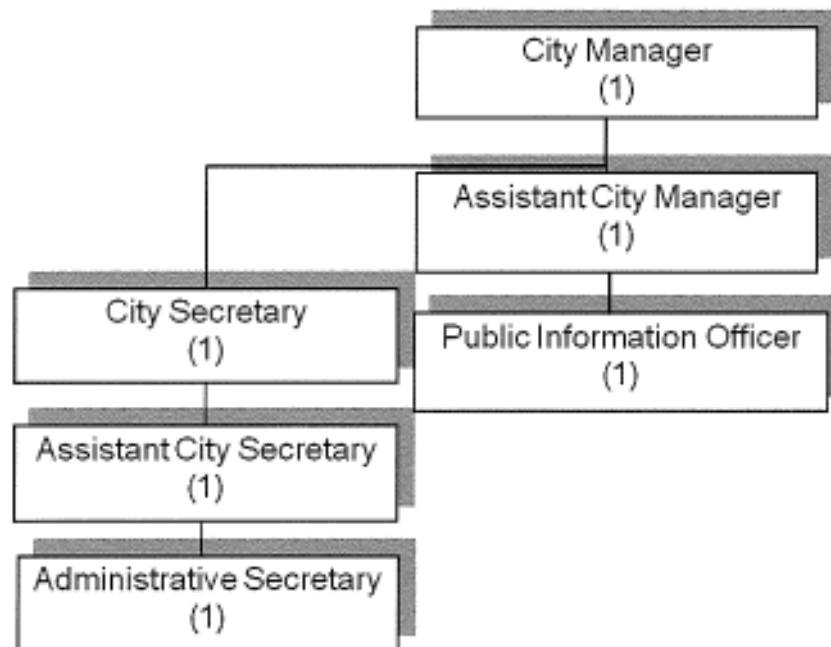 City Manager
(1)
Assistant City Manager
(1)
City Secretary
(1)
Public Information Officer
(1)
Assistant City Secretary
(1)
Administrative Secretary
(1)